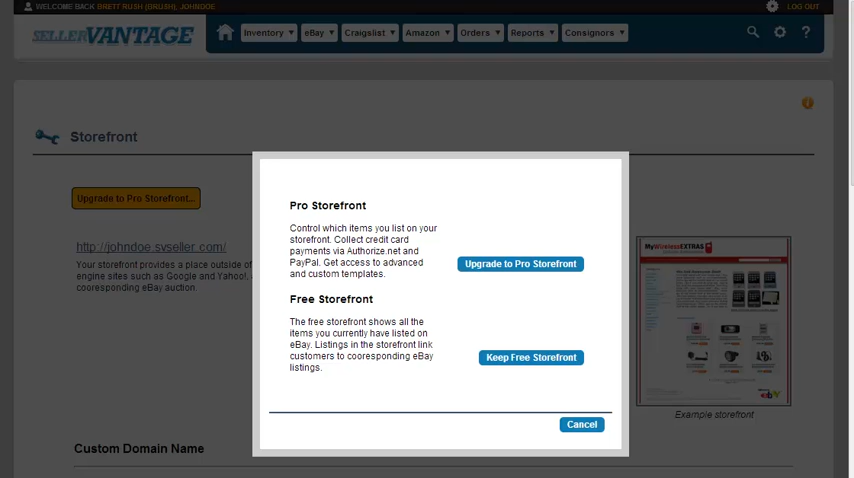 WELCOME BACK BRETT RUSH (BRUSH), JOHNDOE
LOG OUT
SELLERVANTAGE
Inventory
eBay
Craigslist
Amazon
Orders
Reports
Consignors
?
Storefront
Upgrade to Pro Storefront...
http://johndoe.svseller.com/
Your storefront provides a place outside of
engine sites such as Google and Yahoo!,
cooresponding eBay auction.
Pro Storefront
Control which items you list on your
storefront. Collect credit card
payments via Authorize.net and
PayPal. Get access to advanced
and custom templates.
Upgrade to Pro Storefront
Free Storefront
The free storefront shows all the
items you currently have listed on
eBay. Listings in the storefront link
customers to cooresponding eBay
listings.
Keep Free Storefront
Cancel
MyWirelessEXTRAS
ebay
Example storefront
Custom Domain Name